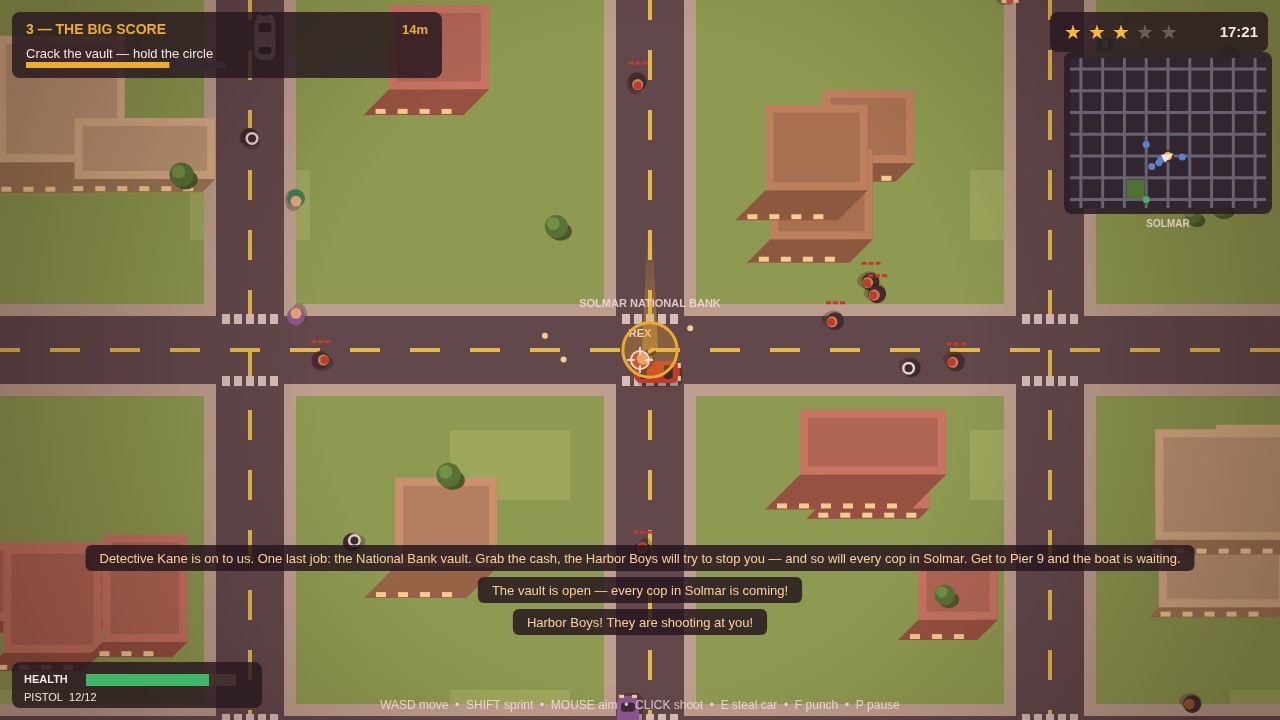 3 — THE BIG SCORE
14m
Crack the vault — hold the circle
17:21
SOLMAR
SOLMAR NATIONAL BANK
REX
Detective Kane is on to us. One last job: the National Bank vault. Grab the cash, the Harbor Boys will try to stop you — and so will every cop in Solmar. Get to Pier 9 and the boat is waiting.
The vault is open — every cop in Solmar is coming!
Harbor Boys! They are shooting at you!
HEALTH
PISTOL 12/12
WASD move • SHIFT sprint • MOUSE aim • CLICK shoot • E steal car • F punch • P pause